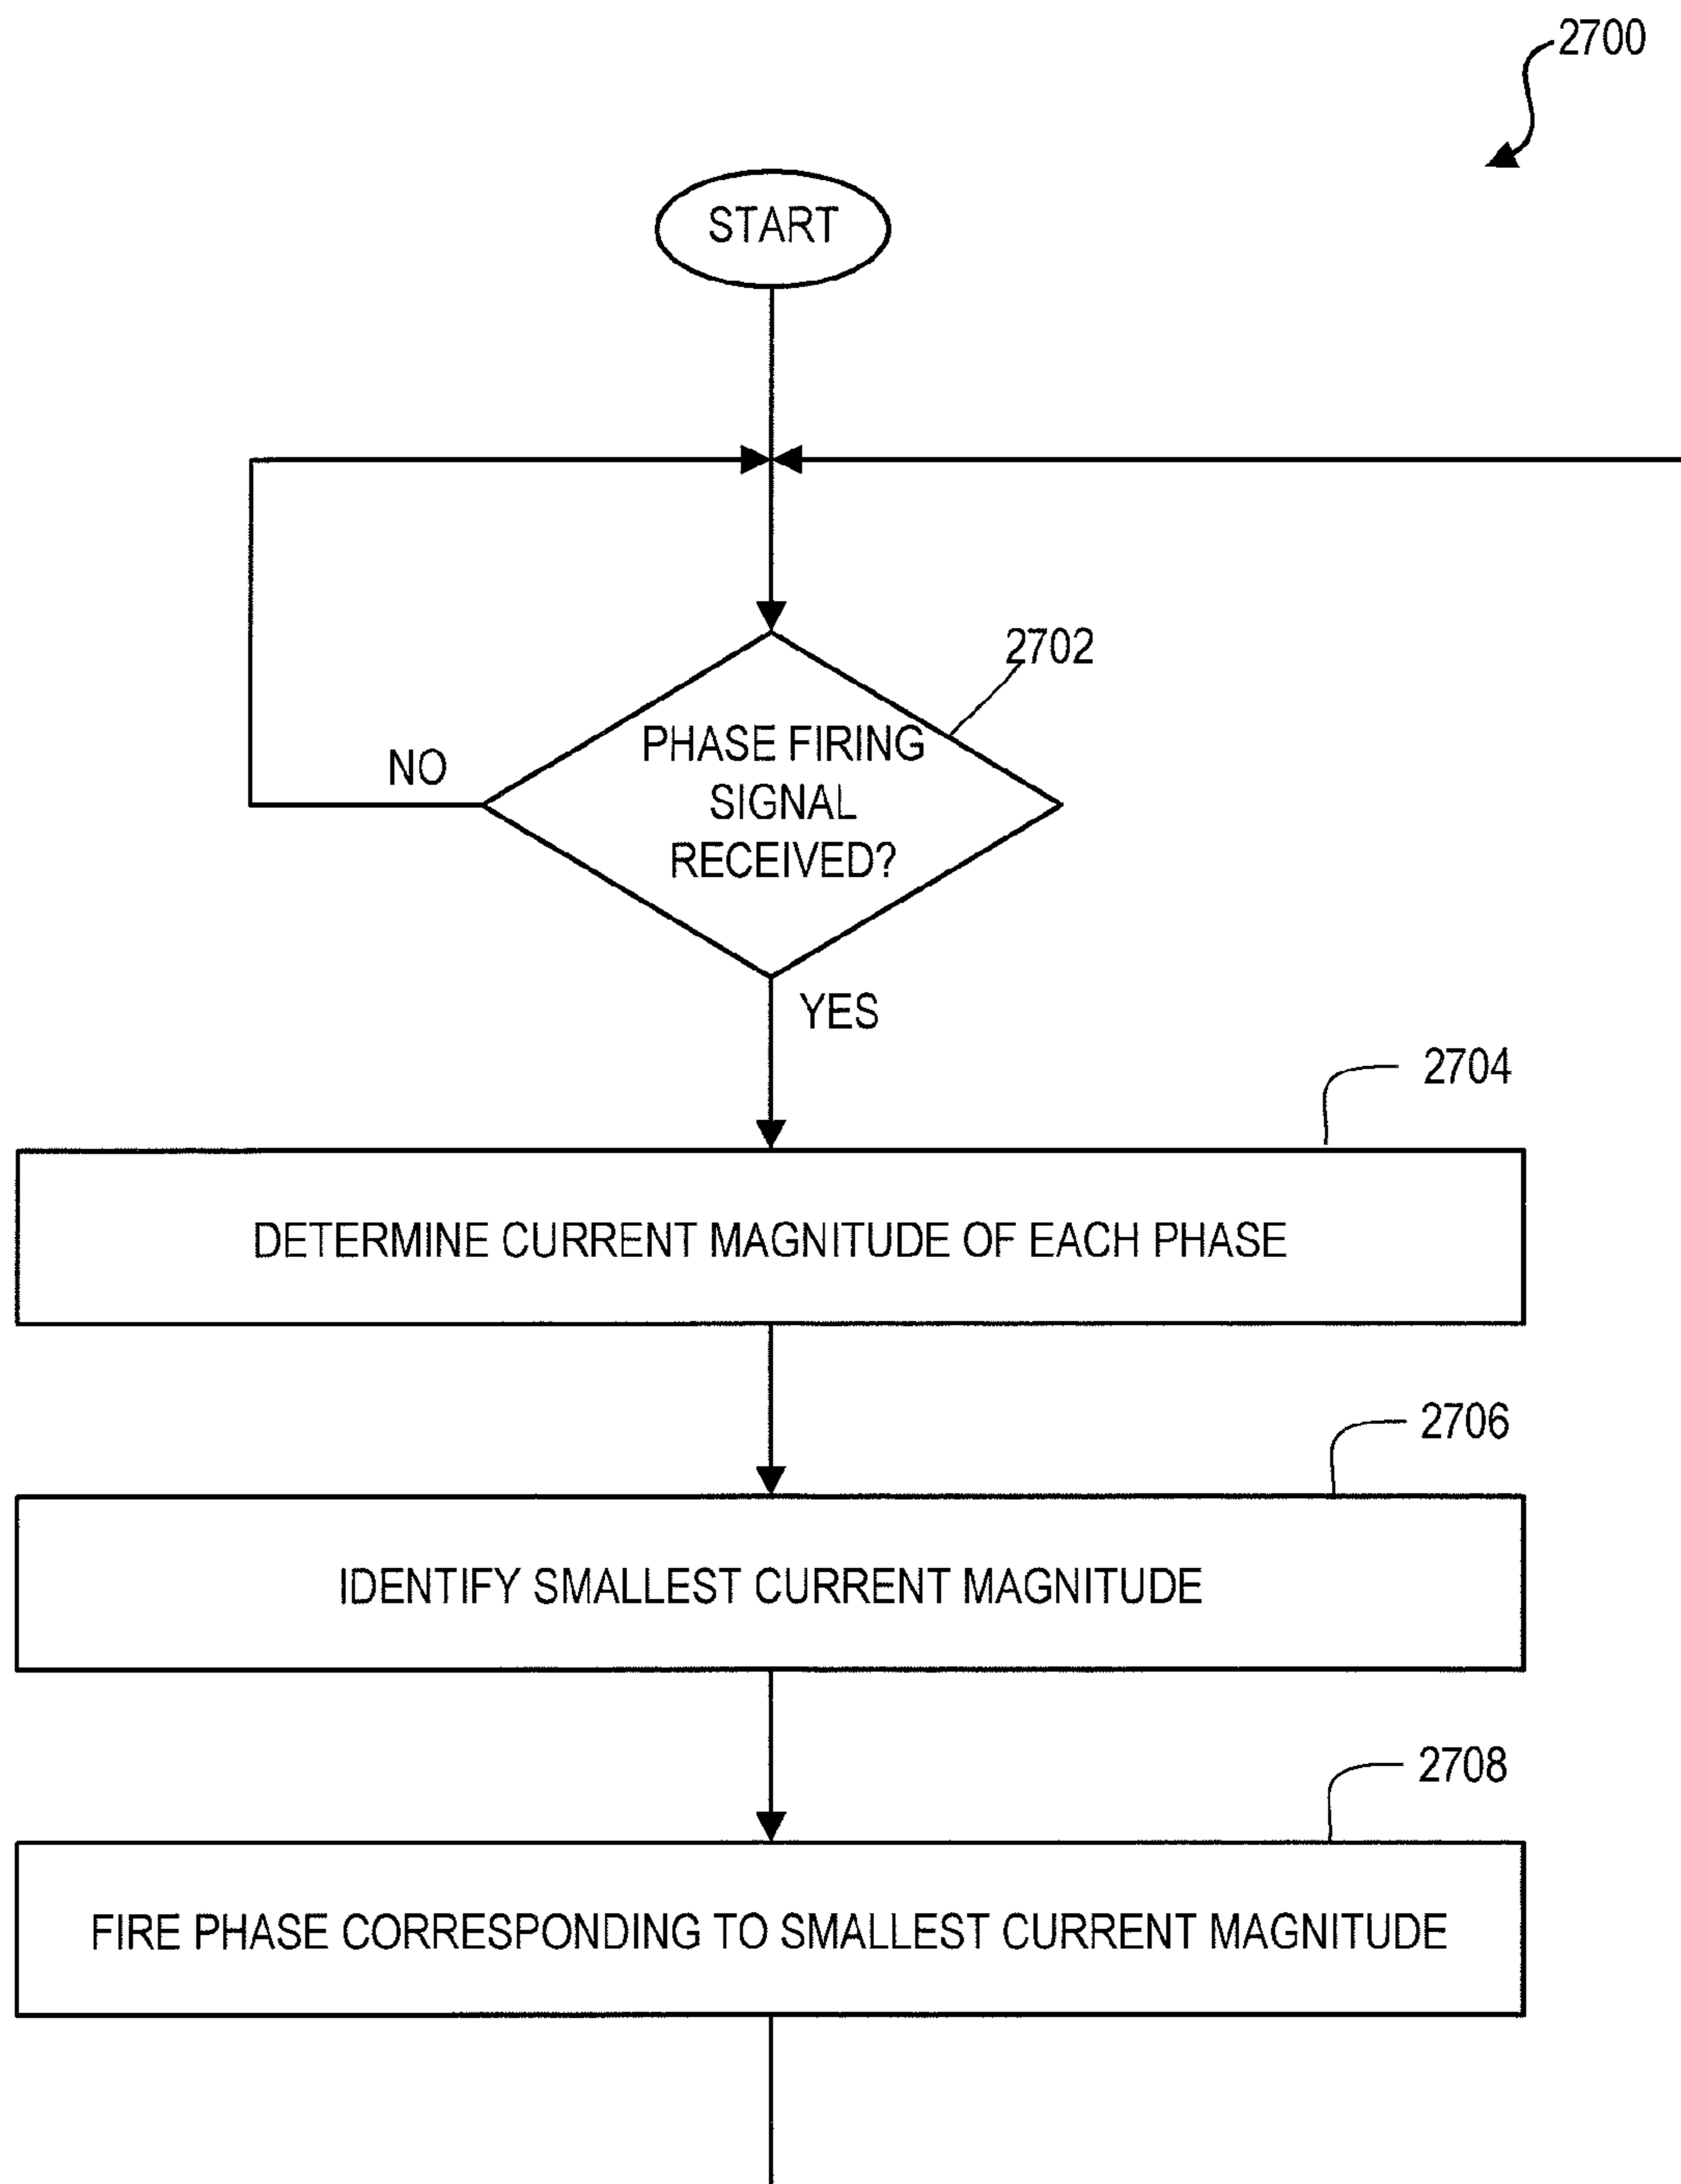 2700
START
2702
PHASE FIRING
SIGNAL
RECEIVED?
NO
YES
2704
DETERMINE CURRENT MAGNITUDE OF EACH PHASE
2706
IDENTIFY SMALLEST CURRENT MAGNITUDE
2708
FIRE PHASE CORRESPONDING TO SMALLEST CURRENT MAGNITUDE